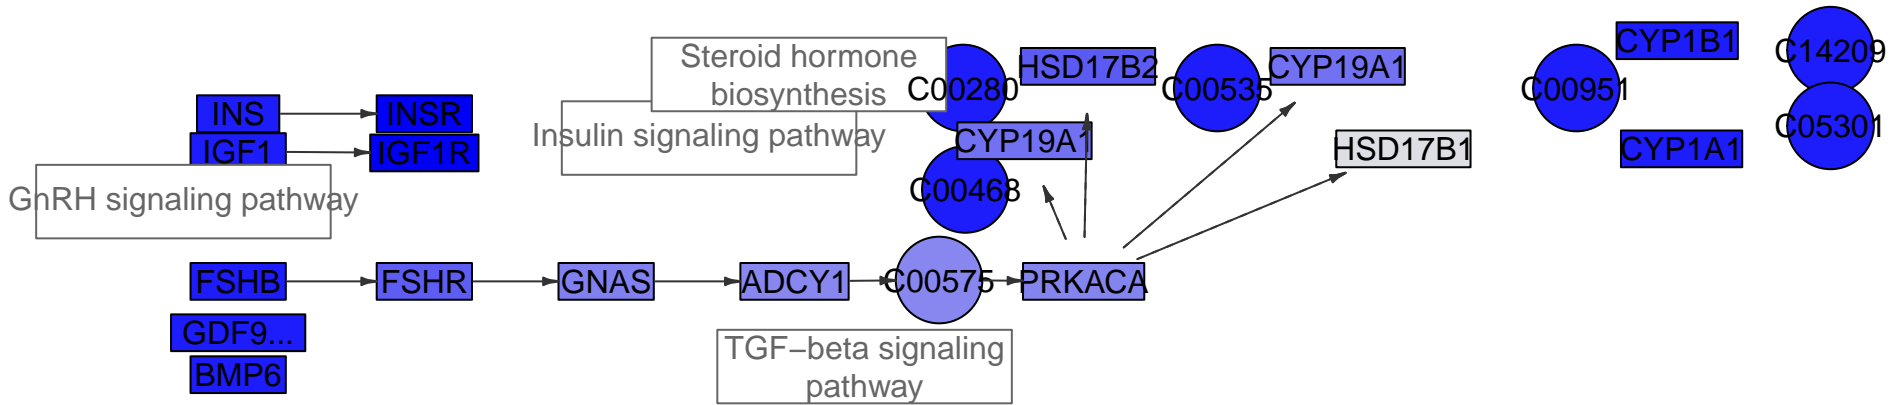 CYP1B1
C14209
Steroid hormone
biosynthesis
HSD17B2
CYP19A1
C00280
C00535
C00951
INS
INSR
C05301
Insulin signaling pathway
CYP19A1
IGF1
IGF1R
HSD17B1
CYP1A1
GnRH signaling pathway
C00468
FSHB
FSHR
GNAS
ADCY1
C00575
PRKACA
GDF9...
TGF−beta signaling
pathway
BMP6